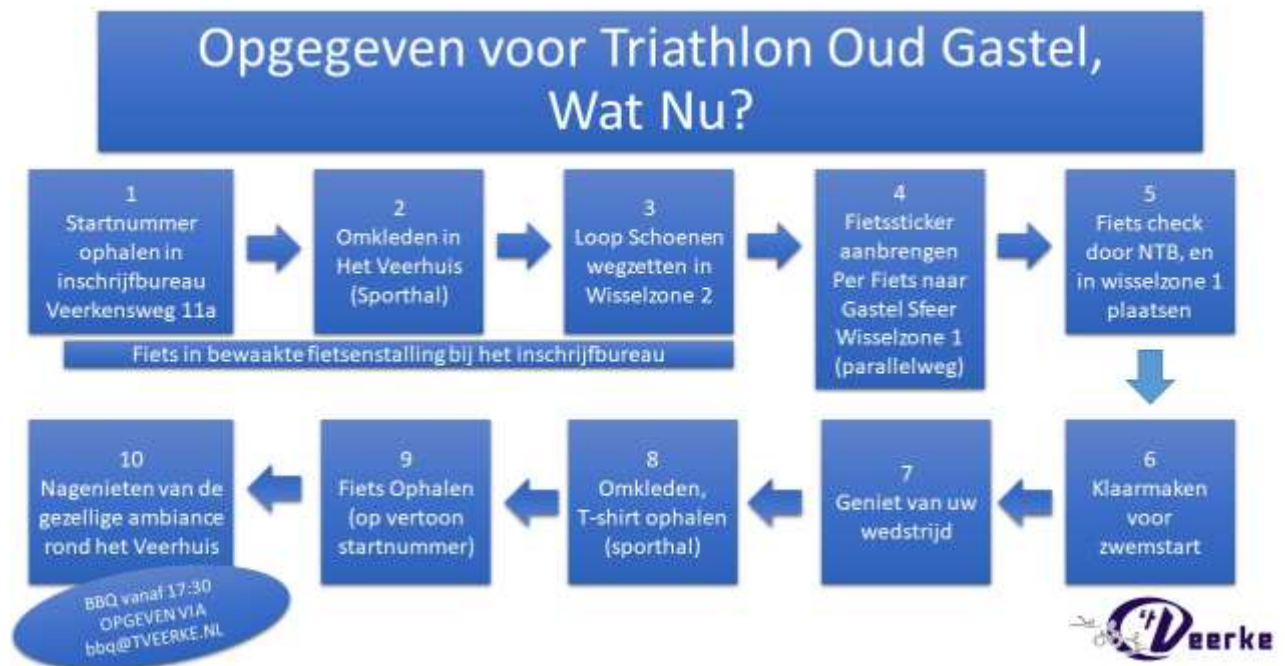 Opgegeven voor Triathlon Oud Gastel,
Wat Nu?
1
Startnummer
ophalen in
inschrijfbureau
Veerkensweg 11a
2
Omkleden in
Het Veerhuis
(Sporthal)
3
Loop Schoenen
wegzetten in
Wisselzone 2
Fiets in bewaakte fietsenstalling bij het inschrijfbureau
4
Fietssticker
aanbrengen
Per Fiets naar
Gastel Sfeer
Wisselzone 1
(parallelweg)
5
Fiets check
door NTB, en
in wisselzone 1
plaatsen
6
Klaarmaken
voor
zwemstart
7
Geniet van uw
wedstrijd
8
Omkleden,
T-shirt ophalen
(sporthal)
9
Fiets Ophalen
(op vertoon
startnummer)
10
Nagenieten van de
gezellige ambiance
rond het Veerhuis
BBQ vanaf 17:30
OPGEVEN VIA
bbq@TVEERKE.NL
't Veerke